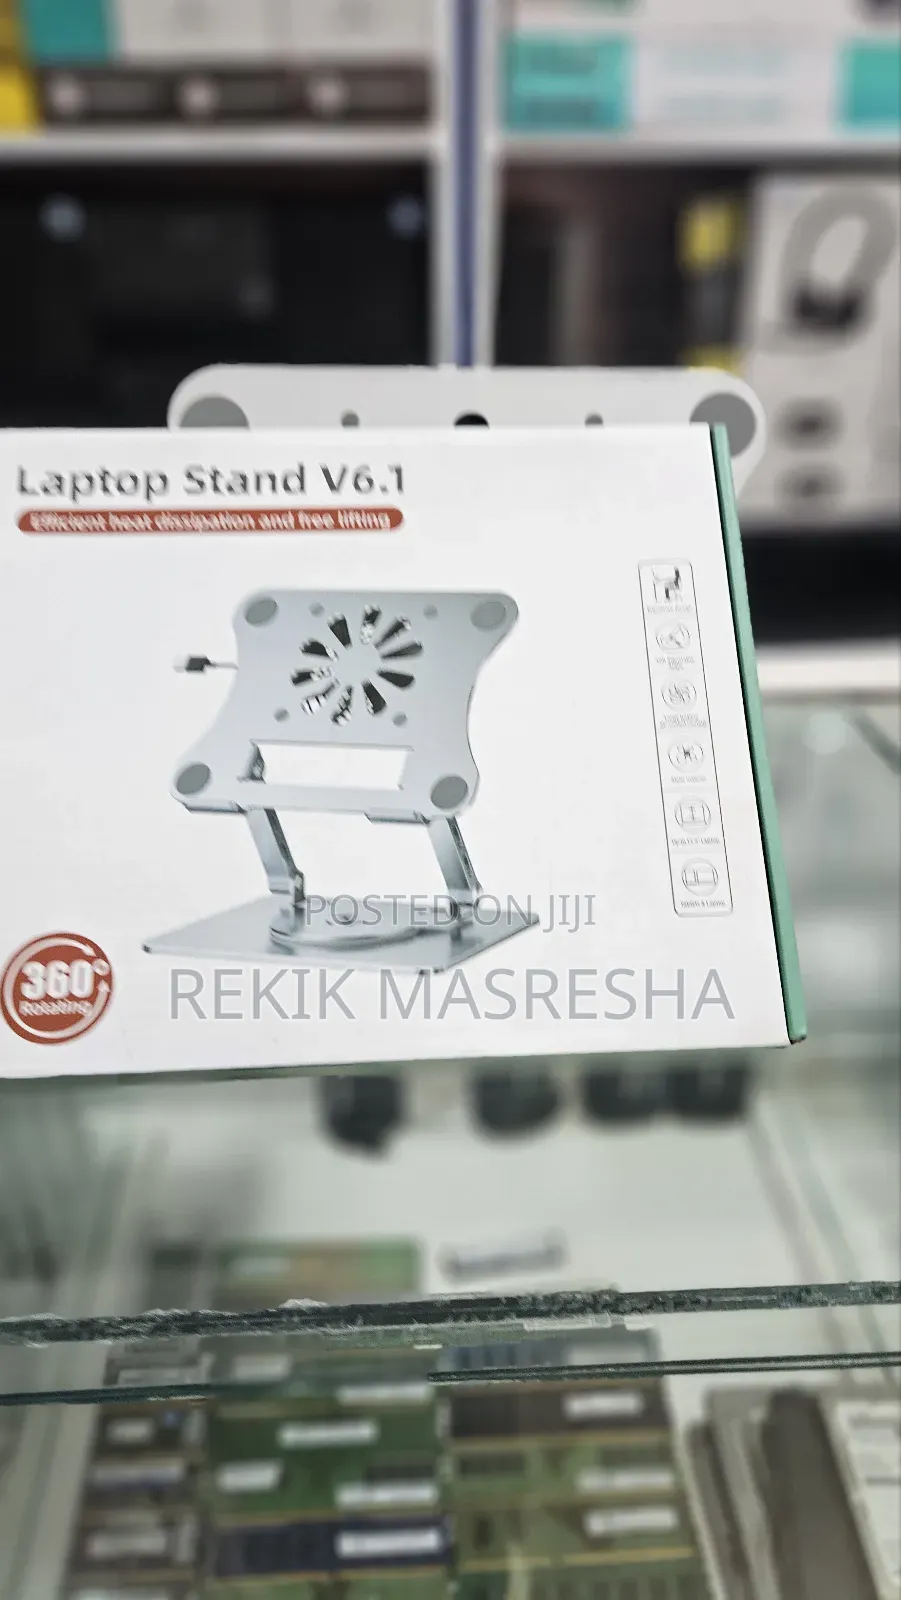 Laptop Stand V6.1
Efficient heat dissipation and free lifting
360°
Rotating
POSTED ON JIJI
REKIK MASRESHA